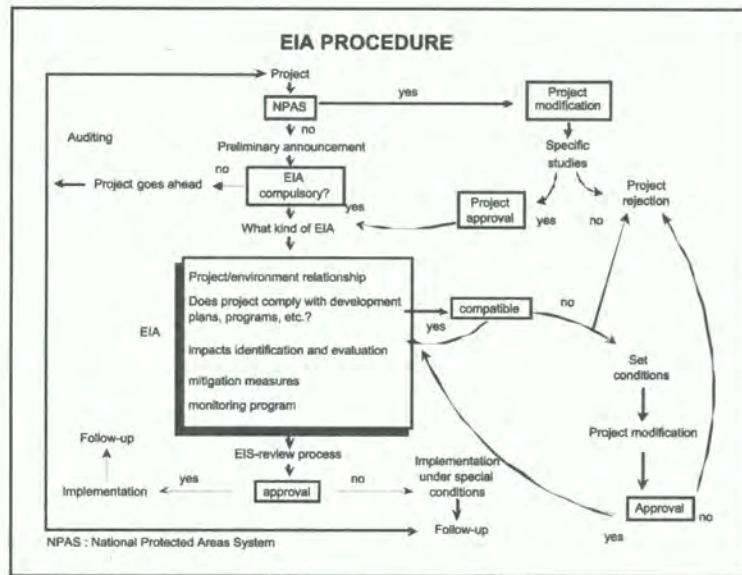 EIA PROCEDURE
Project
NPAS
yes
Project
modification
no
Auditing
Preliminary announcement
Specific
studies
no
EIA
compulsory?
Project goes ahead
yes
Project
approval
yes
no
Project
rejection
What kind of EIA
EIA
Project/environment relationship
Does project comply with development
plans, programs, etc.?
impacts identification and evaluation
mitigation measures
monitoring program
yes
compatible
no
Set
conditions
Project modification
Approval
yes
no
EIS-review process
Follow-up
Implementation
yes
approval
no
Implementation
under special
conditions
Follow-up
NPAS : National Protected Areas System